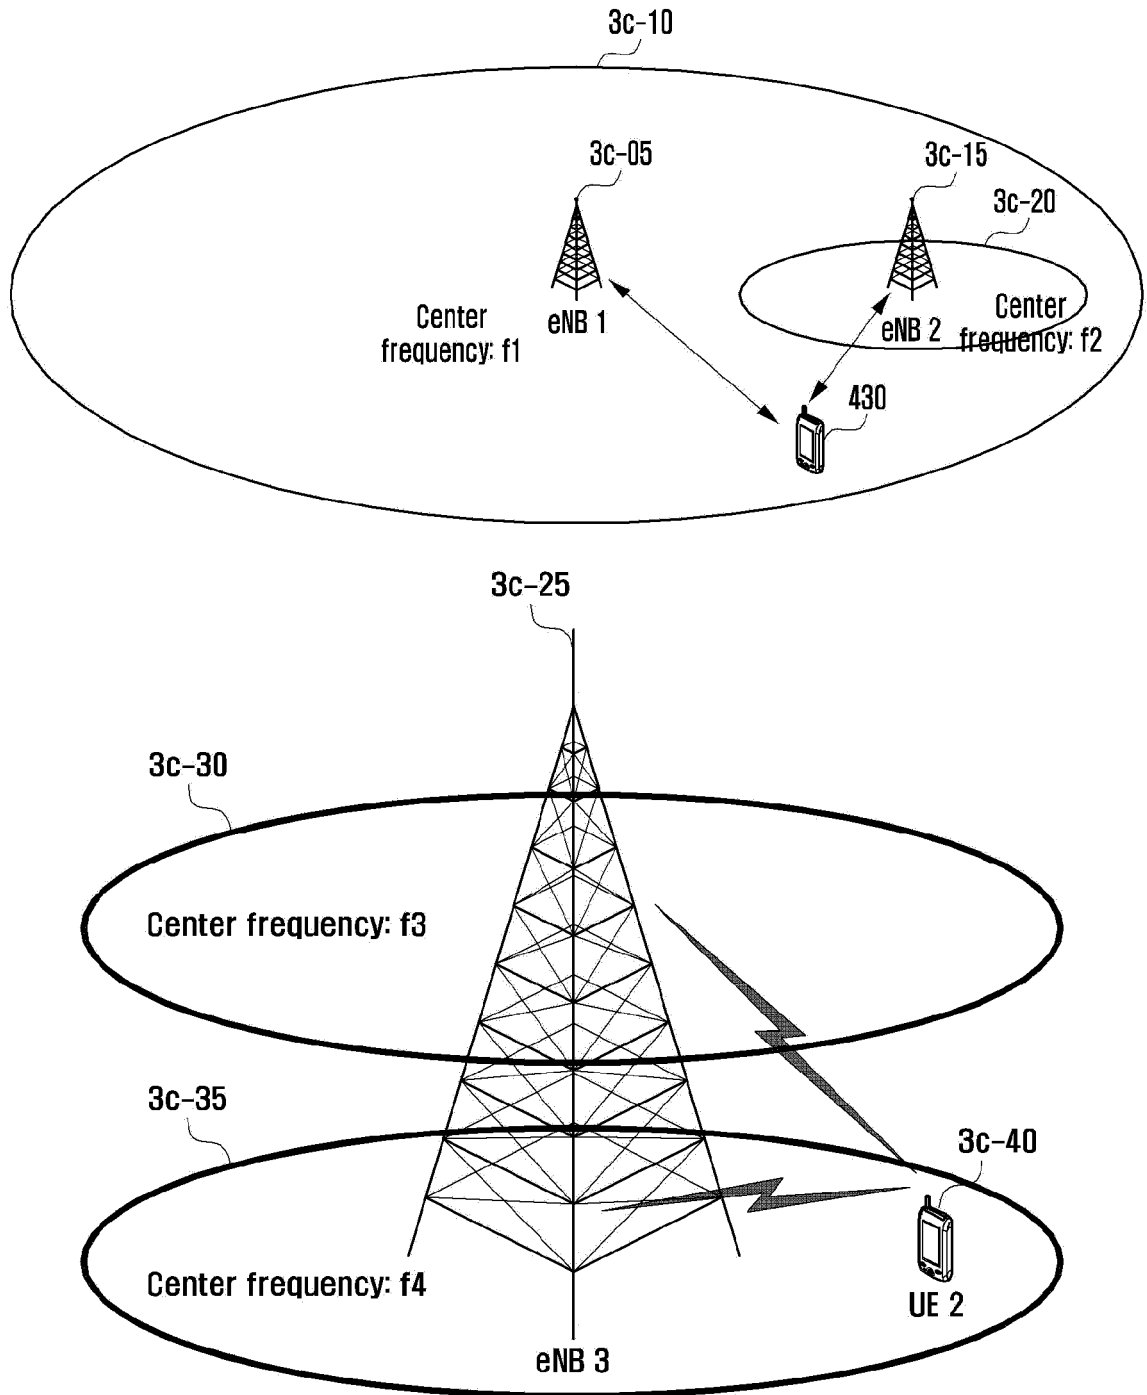 3c-10
3c-05
3c-15
3c-20
eNB 1
Center
frequency: f1
eNB 2
Center
frequency: f2
430
3c-25
3c-30
Center frequency: f3
3c-35
3c-40
Center frequency: f4
UE 2
eNB 3